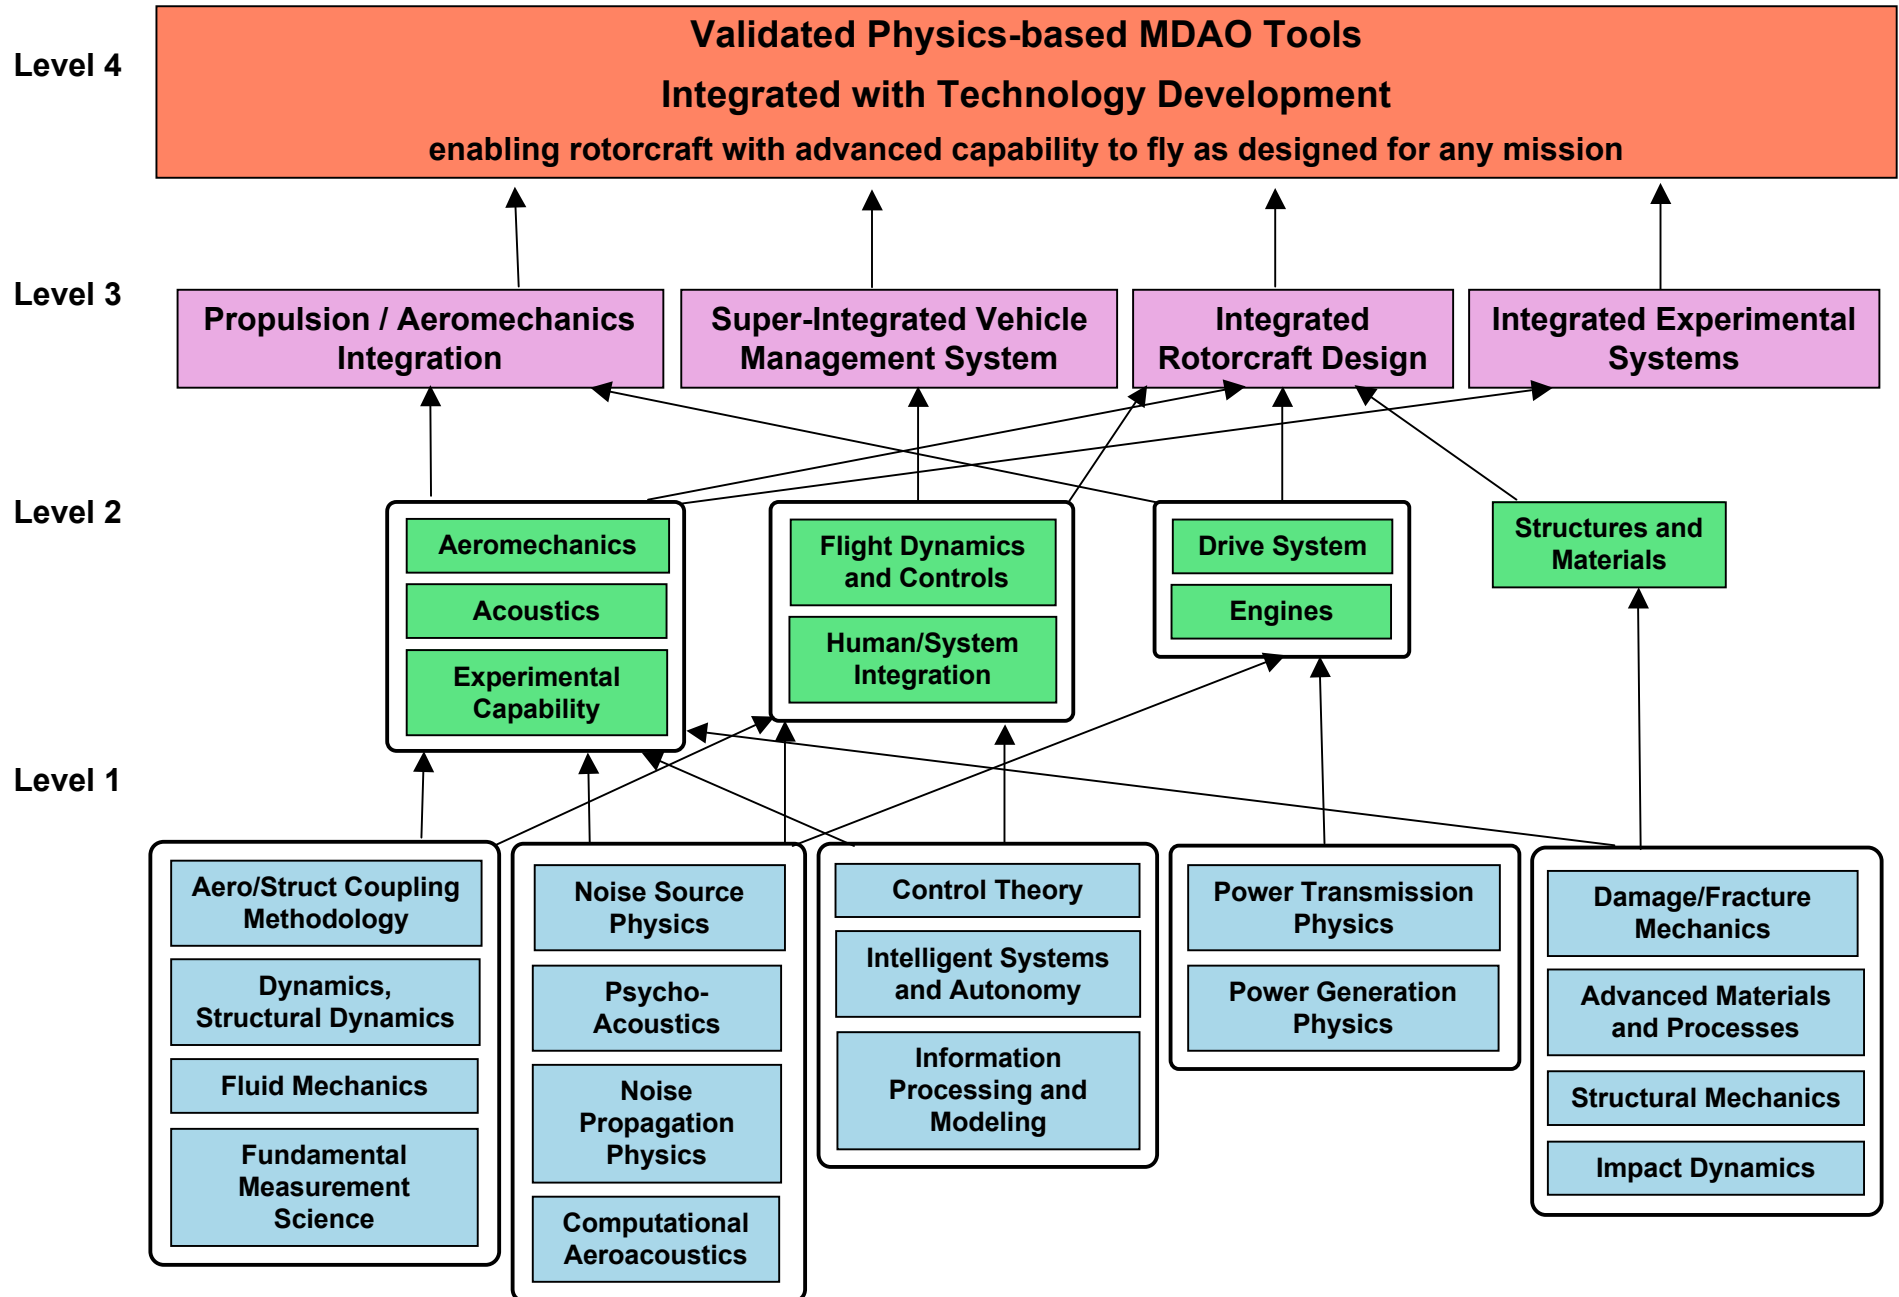 Level 4
Validated Physics-based MDAO Tools
Integrated with Technology Development
enabling rotorcraft with advanced capability to fly as designed for any mission
Level 3
Propulsion / Aeromechanics
Integration
Super-Integrated Vehicle
Management System
Integrated
Rotorcraft Design
Integrated Experimental
Systems
Level 2
Aeromechanics
Acoustics
Experimental
Capability
Flight Dynamics
and Controls
Human/System
Integration
Drive System
Engines
Structures and
Materials
Level 1
Aero/Struct Coupling
Methodology
Dynamics,
Structural Dynamics
Fluid Mechanics
Fundamental
Measurement
Science
Noise Source
Physics
Psycho-
Acoustics
Noise
Propagation
Physics
Computational
Aeroacoustics
Control Theory
Intelligent Systems
and Autonomy
Information
Processing and
Modeling
Power Transmission
Physics
Power Generation
Physics
Damage/Fracture
Mechanics
Advanced Materials
and Processes
Structural Mechanics
Impact Dynamics